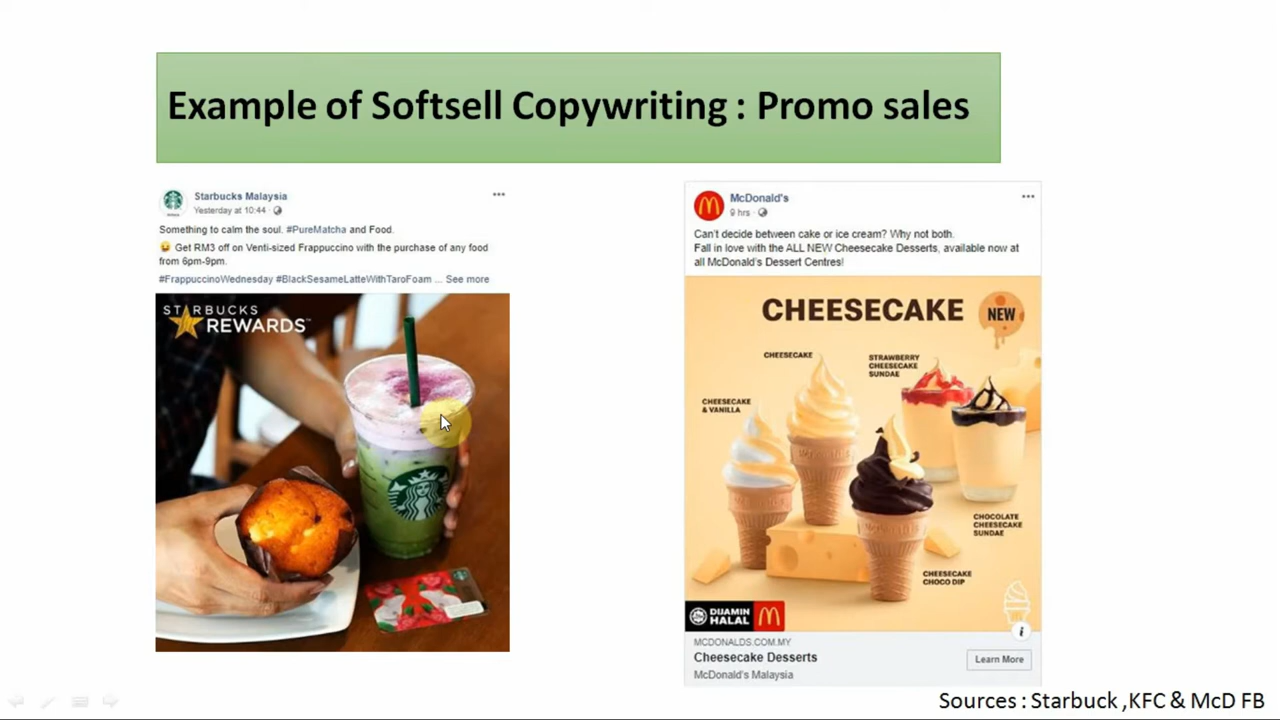 Example of Softsell Copywriting : Promo sales
Starbucks Malaysia
Yesterday at 10:44 ·
Something to calm the soul. #PureMatcha and Food.
Get RM3 off on Venti-sized Frappuccino with the purchase of any food
from 6pm-9pm.
#FrappuccinoWednesday #BlackSesameLatteWithTaroFoam ... See more
STARBUCKS
REWARDS™
McDonald's
9 hrs ·
Can't decide between cake or ice cream? Why not both.
Fall in love with the ALL NEW Cheesecake Desserts, available now at
all McDonald's Dessert Centres!
CHEESECAKE
NEW
CHEESECAKE
STRAWBERRY
CHEESECAKE
SUNDAE
CHEESECAKE
& VANILLA
CHOCOLATE
CHEESECAKE
SUNDAE
CHEESECAKE
CHOCO DIP
DIJAMIN
HALAL
MCDONALDS.COM.MY
Cheesecake Desserts
Learn More
McDonald's Malaysia
Sources : Starbuck ,KFC & McD FB